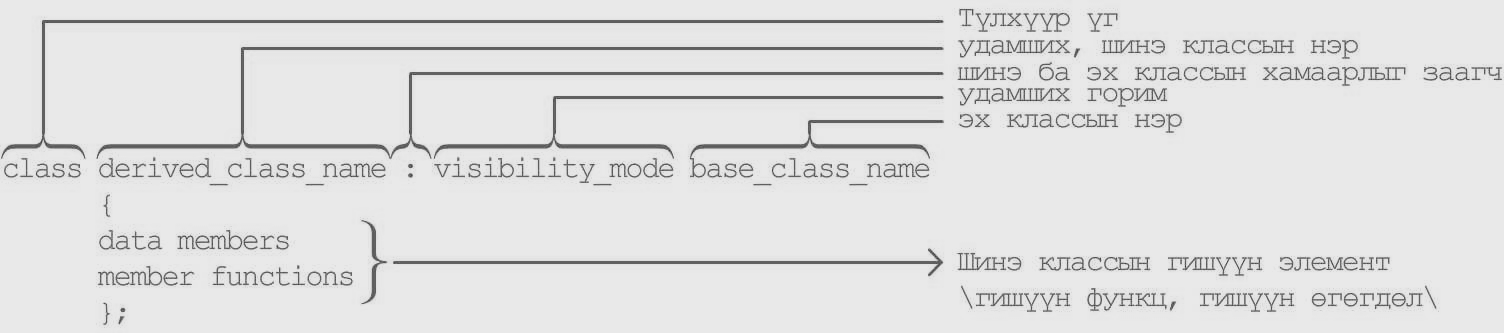 Түлхүүр үг
удамших, шинэ классын нэр
шинэ ба эх классын хамаарлыг заагч
удамших горим
эх классын нэр
class derived_class_name : visibility_mode base_class_name
{
data members
member functions
};
Шинэ классын гишүүн элемент
\гишүүн функц, гишүүн өгөгдөл\